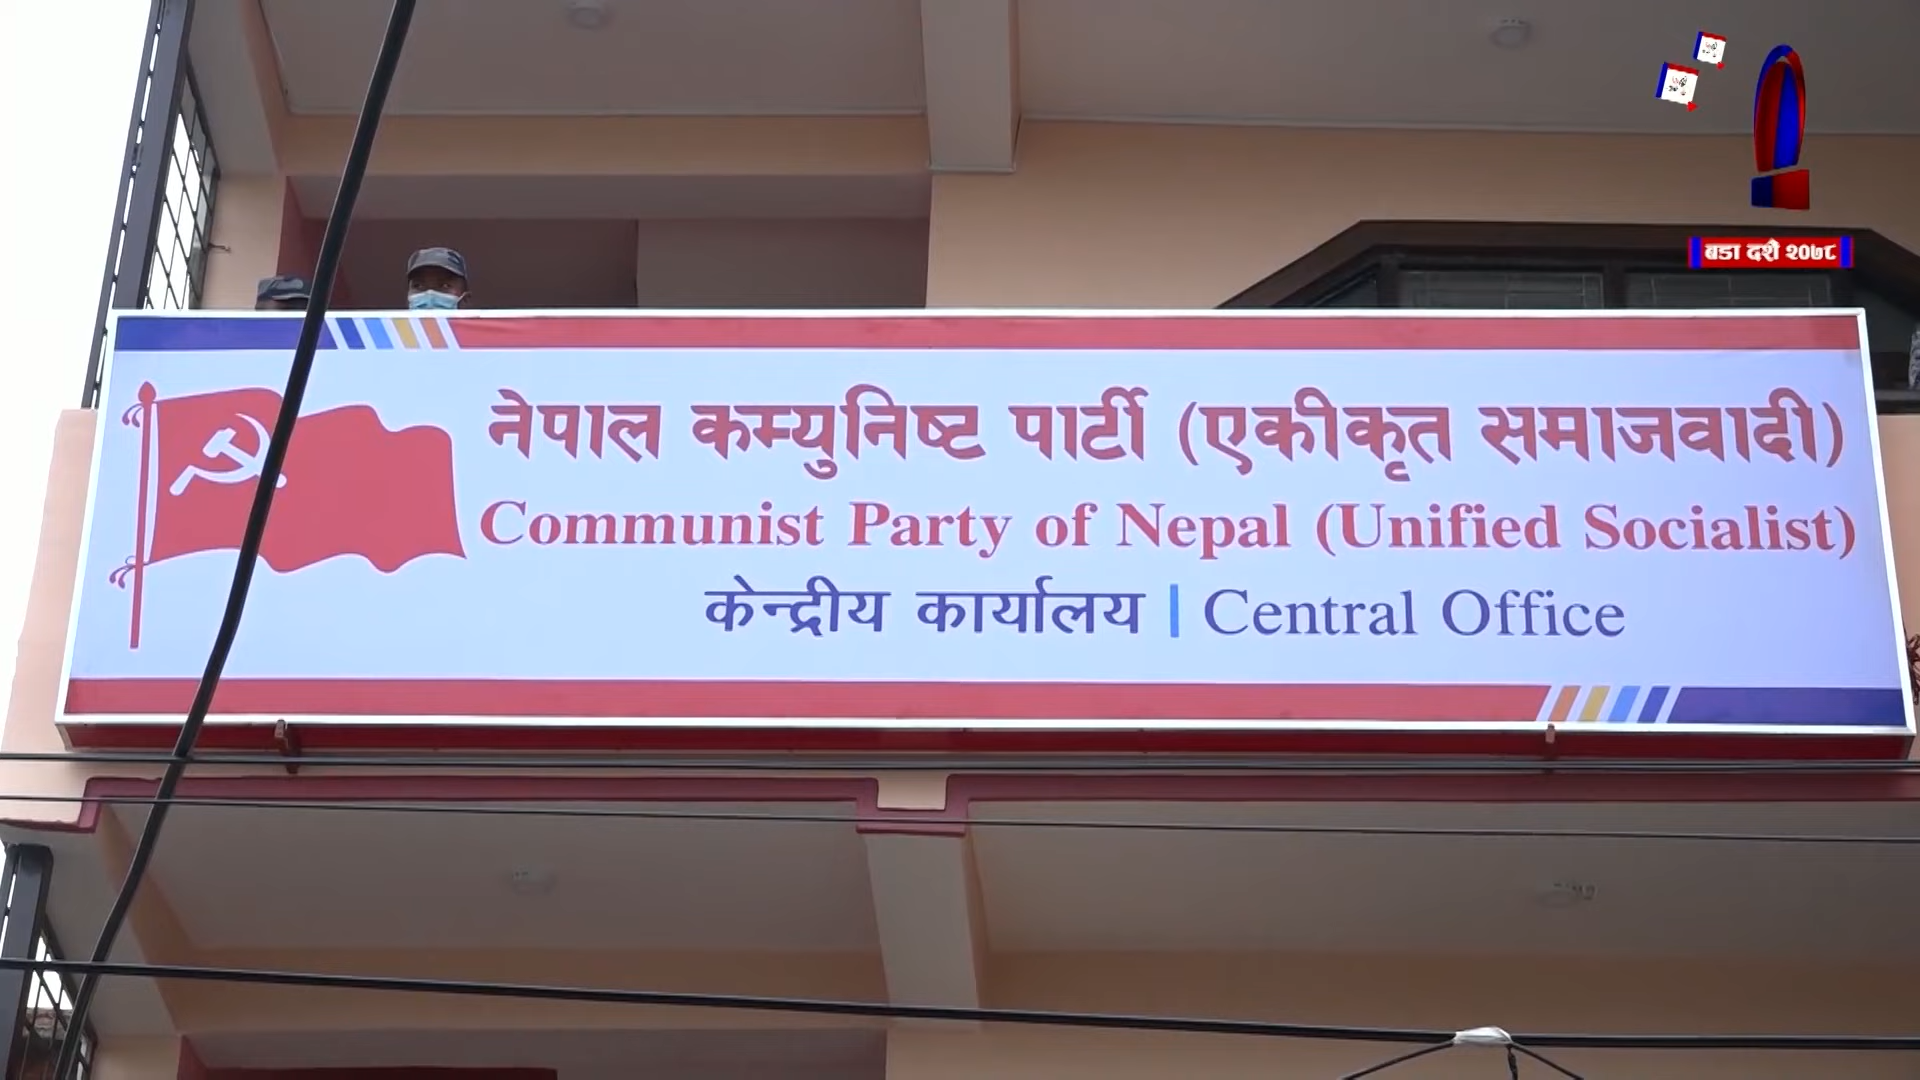 बडा दशैं २०७८
नेपाल कम्युनिष्ट पार्टी (एकीकृत समाजवादी)
Communist Party of Nepal (Unified Socialist)
केन्द्रीय कार्यालय | Central Office